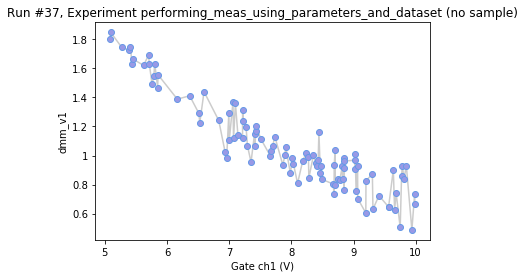 Run #37, Experiment performing_meas_using_parameters_and_dataset (no sample)
1.8
1.6
1.4
1.2
1.0
0.8
0.6
dmm_v1
5 6 7 8 9 10
Gate ch1 (V)